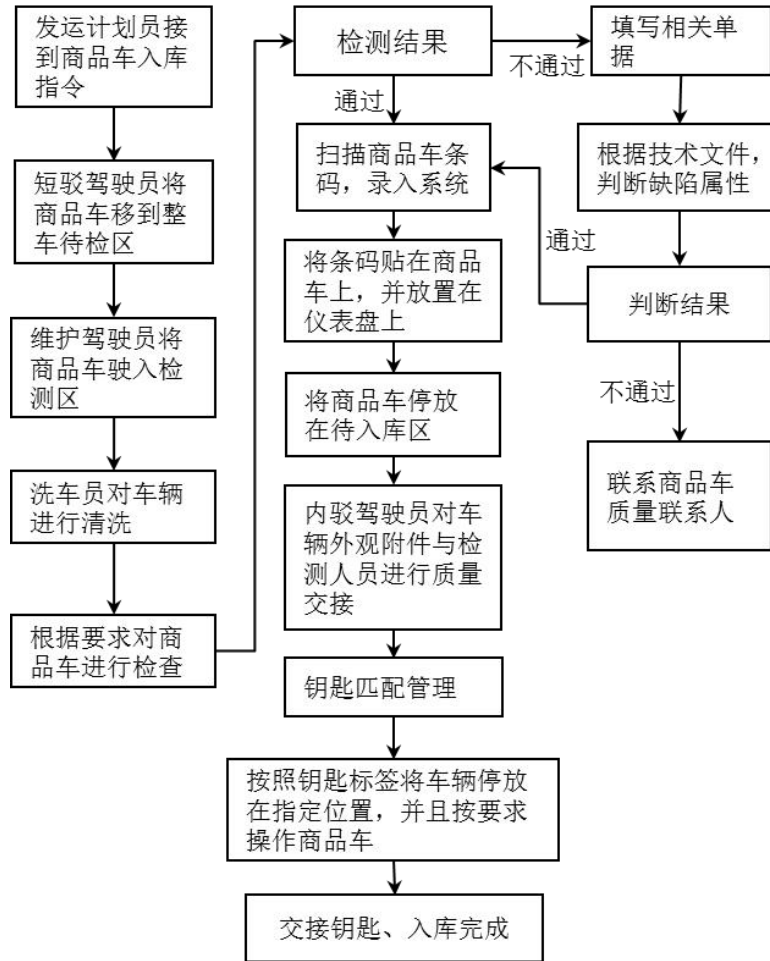 发运计划员接
到商品车入库
指令
短驳驾驶员将
商品车移到整
车待检区
维护驾驶员将
商品车驶入检
测区
洗车员对车辆
进行清洗
根据要求对商
品车进行检查
检测结果
通过
不通过
扫描商品车条
码，录入系统
将条码贴在商品
车上，并放置在
仪表盘上
将商品车停放
在待入库区
内驳驾驶员对车
辆外观附件与检
测人员进行质量
交接
钥匙匹配管理
按照钥匙标签将车辆停放
在指定位置，并且按要求
操作商品车
交接钥匙、入库完成
填写相关单
据
根据技术文件，
判断缺陷属性
通过
判断结果
不通过
联系商品车
质量联系人